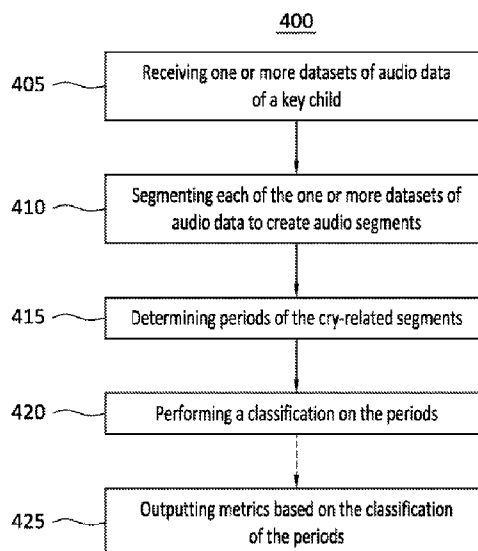 400
405
Receiving one or more datasets of audio data
of a key child
410
Segmenting each of the one or more datasets of
audio data to create audio segments
415
Determining periods of the cry-related segments
420
Performing a classification on the periods
425
Outputting metrics based on the classification
of the periods